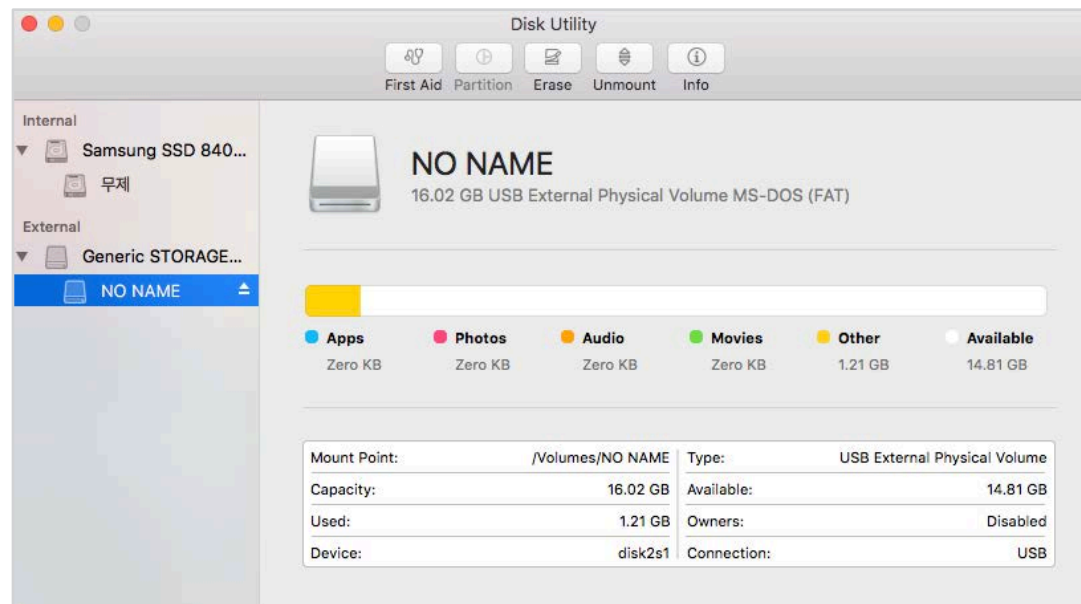 Disk Utility
First Aid Partition Erase Unmount Info
Internal
Samsung SSD 840...
무제
External
Generic STORAGE...
NO NAME
NO NAME
16.02 GB USB External Physical Volume MS-DOS (FAT)
Apps Photos Audio Movies Other Available
Zero KB Zero KB Zero KB Zero KB 1.21 GB 14.81 GB
Mount Point: /Volumes/NO NAME Type: USB External Physical Volume
Capacity: 16.02 GB Available: 14.81 GB
Used: 1.21 GB Owners: Disabled
Device: disk2s1 Connection: USB